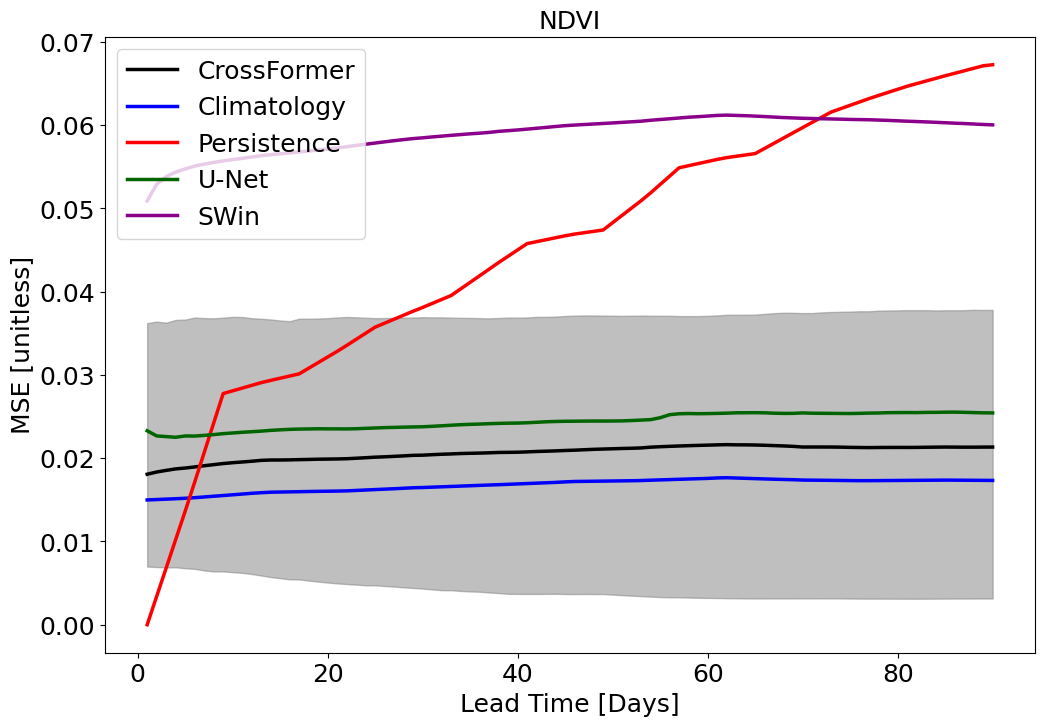 NDVI
0.07
0.06
0.05
0.04
0.03
0.02
0.01
0.00
MSE [unitless]
CrossFormer
Climatology
Persistence
U-Net
SWin
0 20 40 60 80
Lead Time [Days]